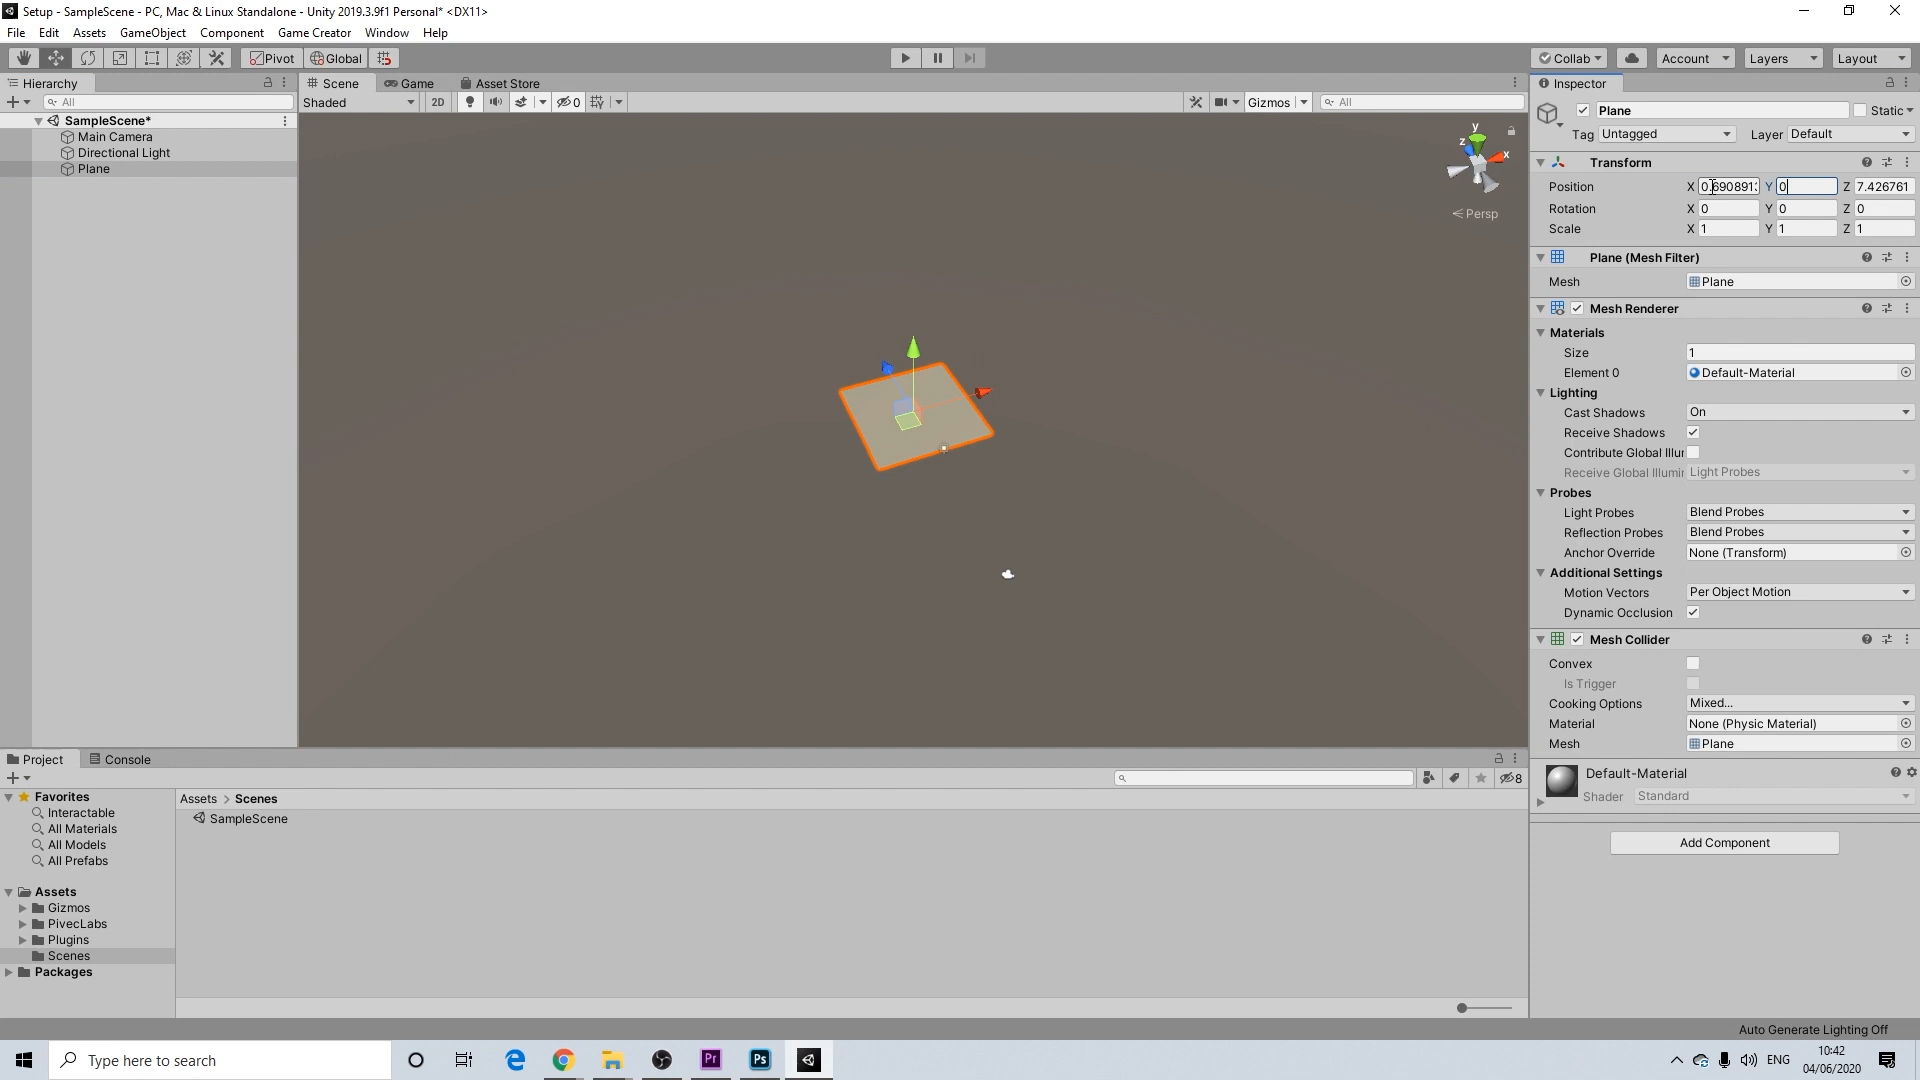 Setup - SampleScene - PC, Mac & Linux Standalone - Unity 2019.3.9f1 Personal* <DX11>
File Edit Assets GameObject Component Game Creator Window Help
Pivot Global Collab Account Layers Layout
Hierarchy Scene Game Asset Store Inspector
All Shaded 2D 0 Gizmos All
Plane Static
SampleScene*
Tag Untagged Layer Default
Main Camera
Directional Light
Plane
y
z
x
Persp
Transform
Position X 0.690891: Y 0 Z 7.426761
Rotation X 0 Y 0 Z 0
Scale X 1 Y 1 Z 1
Plane (Mesh Filter)
Mesh Plane
Mesh Renderer
Materials
Size 1
Element 0 Default-Material
Lighting
Cast Shadows On
Receive Shadows
Contribute Global Illur
Receive Global Illumir Light Probes
Probes
Light Probes Blend Probes
Reflection Probes Blend Probes
Anchor Override None (Transform)
Additional Settings
Motion Vectors Per Object Motion
Dynamic Occlusion
Mesh Collider
Convex
Is Trigger
Cooking Options Mixed...
Material None (Physic Material)
Mesh Plane
Default-Material
Shader Standard
Add Component
Project Console
8
Favorites
Interactable
All Materials
All Models
All Prefabs
Assets
Gizmos
PivecLabs
Plugins
Scenes
Packages
Assets > Scenes
SampleScene
Auto Generate Lighting Off
Type here to search
Pr
Ps
ENG
10:42
04/06/2020